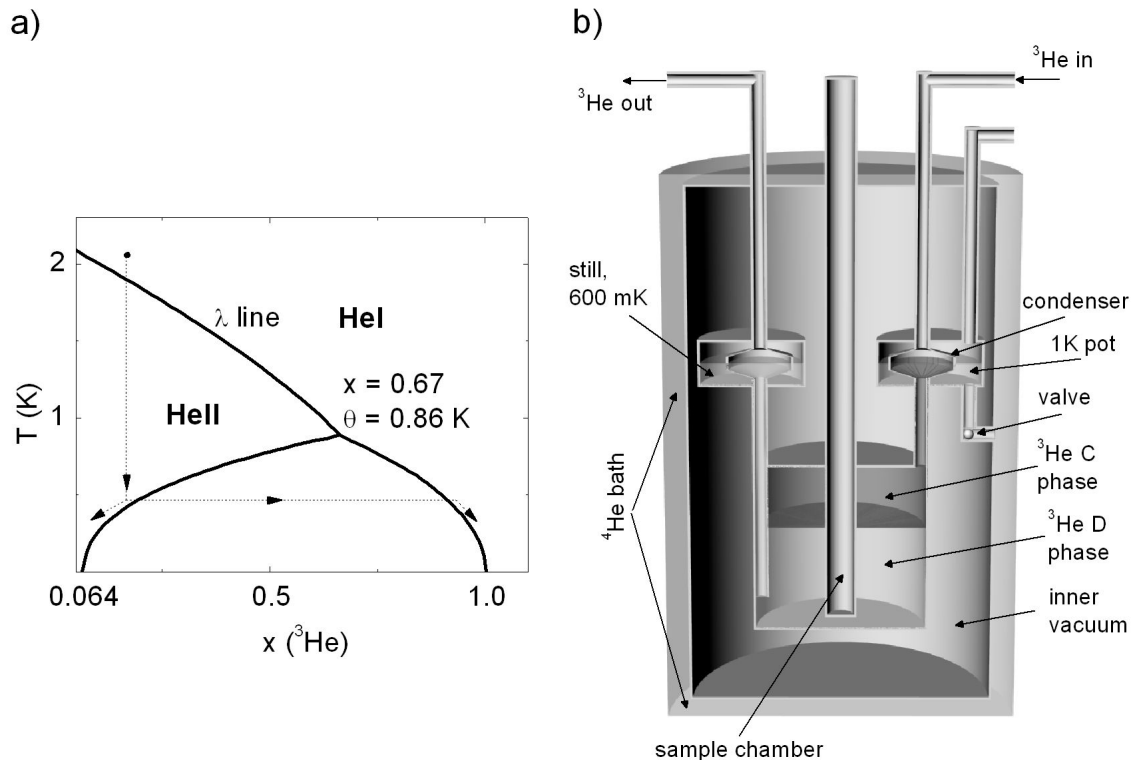 a)
2
1
T (K)
λ line
HeI
HeII
x = 0.67
θ = 0.86 K
0.064
0.5
1.0
x (³He)
b)
³He out
³He in
still,
600 mK
condenser
1K pot
valve
³He C
phase
³He D
phase
⁴He bath
inner
vacuum
sample chamber